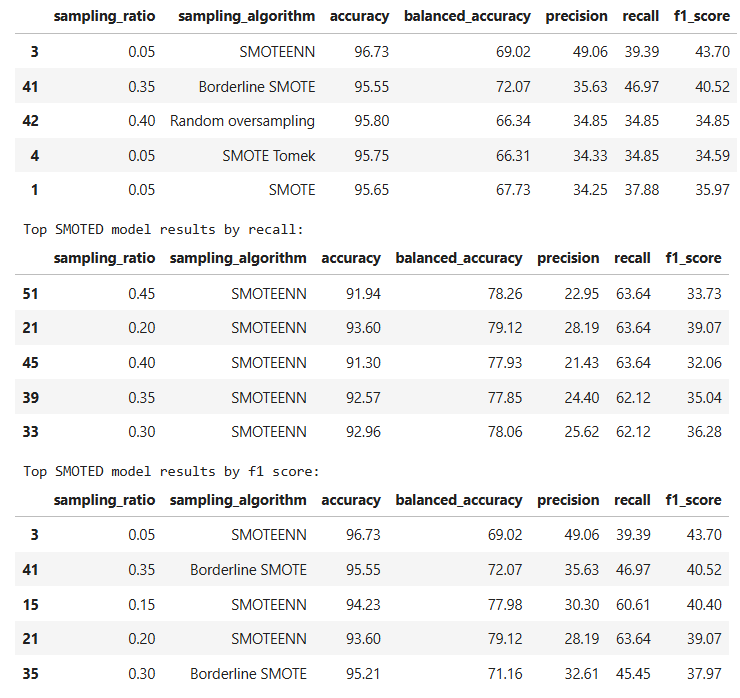 sampling_ratio sampling_algorithm accuracy balanced_accuracy precision recall f1_score
3 0.05 SMOTEENN 96.73 69.02 49.06 39.39 43.70
41 0.35 Borderline SMOTE 95.55 72.07 35.63 46.97 40.52
42 0.40 Random oversampling 95.80 66.34 34.85 34.85 34.85
4 0.05 SMOTE Tomek 95.75 66.31 34.33 34.85 34.59
1 0.05 SMOTE 95.65 67.73 34.25 37.88 35.97
Top SMOTED model results by recall:
sampling_ratio sampling_algorithm accuracy balanced_accuracy precision recall f1_score
51 0.45 SMOTEENN 91.94 78.26 22.95 63.64 33.73
21 0.20 SMOTEENN 93.60 79.12 28.19 63.64 39.07
45 0.40 SMOTEENN 91.30 77.93 21.43 63.64 32.06
39 0.35 SMOTEENN 92.57 77.85 24.40 62.12 35.04
33 0.30 SMOTEENN 92.96 78.06 25.62 62.12 36.28
Top SMOTED model results by f1 score:
sampling_ratio sampling_algorithm accuracy balanced_accuracy precision recall f1_score
3 0.05 SMOTEENN 96.73 69.02 49.06 39.39 43.70
41 0.35 Borderline SMOTE 95.55 72.07 35.63 46.97 40.52
15 0.15 SMOTEENN 94.23 77.98 30.30 60.61 40.40
21 0.20 SMOTEENN 93.60 79.12 28.19 63.64 39.07
35 0.30 Borderline SMOTE 95.21 71.16 32.61 45.45 37.97